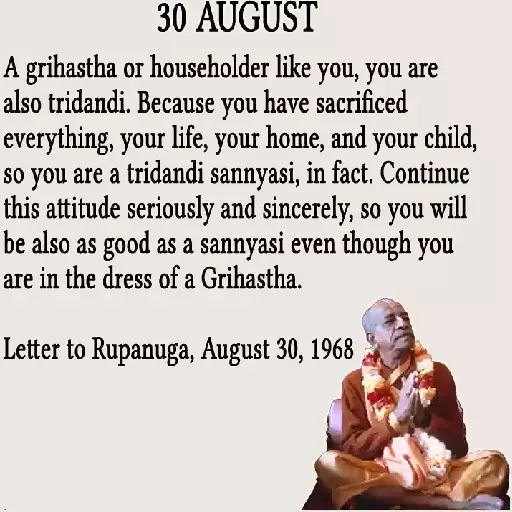 30 AUGUST
A grihastha or householder like you, you are
also tridandi. Because you have sacrificed
everything, your life, your home, and your child,
so you are a tridandi sannyasi, in fact. Continue
this attitude seriously and sincerely, so you will
be also as good as a sannyasi even though you
are in the dress of a Grihastha.
Letter to Rupanuga, August 30, 1968